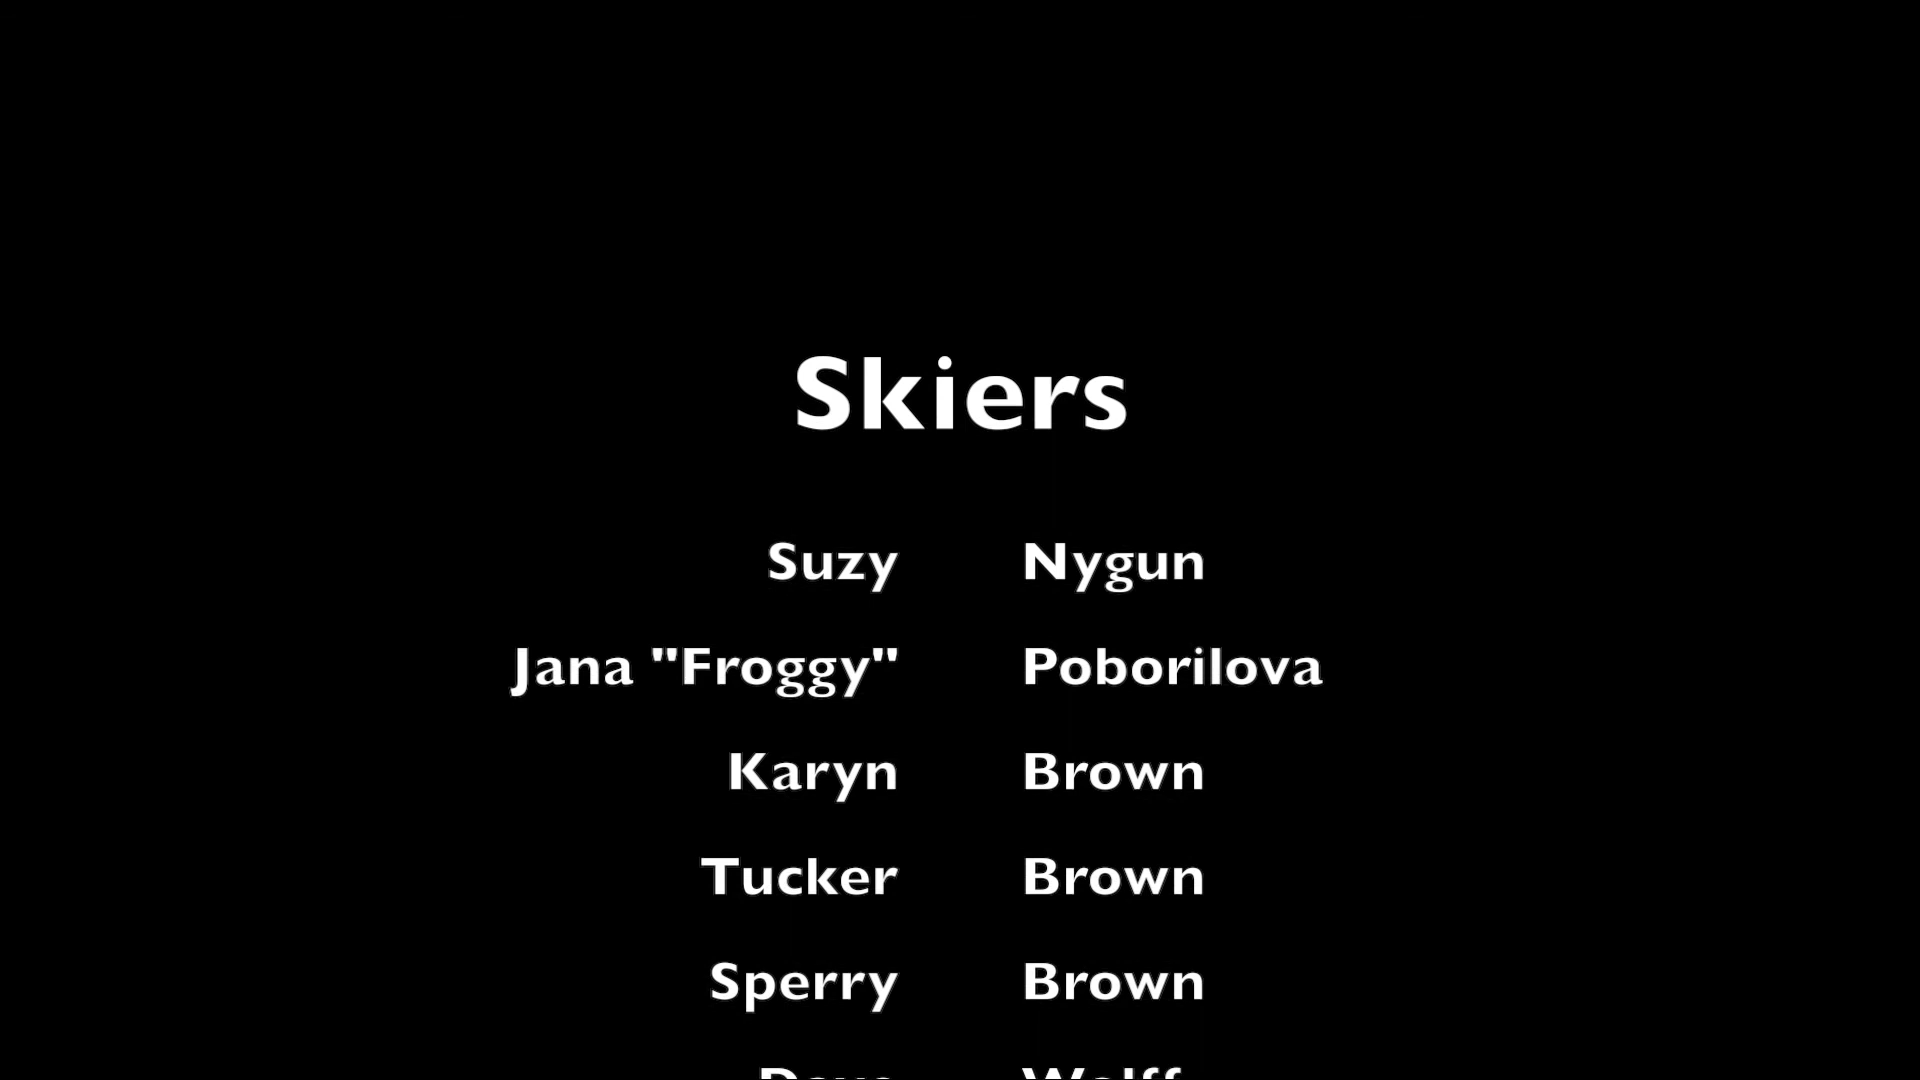 Skiers
Suzy Nygun
Jana "Froggy" Poborilova
Karyn Brown
Tucker Brown
Sperry Brown